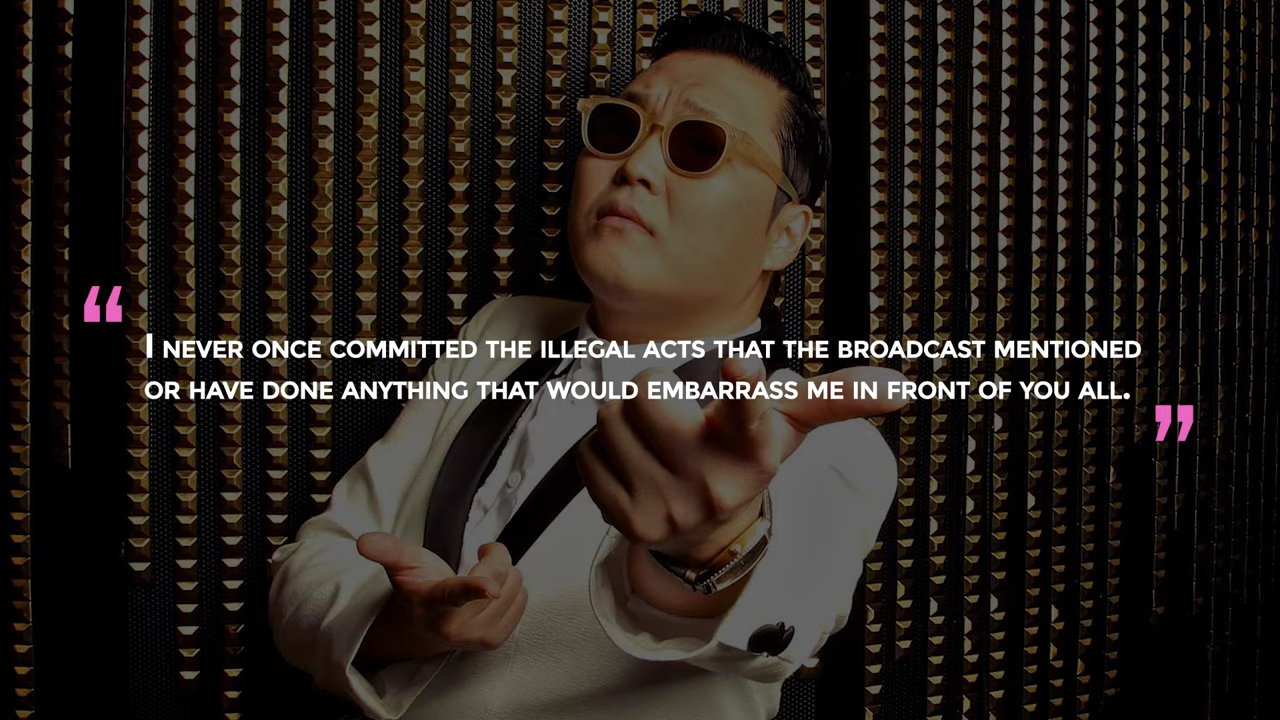 “
I NEVER ONCE COMMITTED THE ILLEGAL ACTS THAT THE BROADCAST MENTIONED
OR HAVE DONE ANYTHING THAT WOULD EMBARRASS ME IN FRONT OF YOU ALL.
”